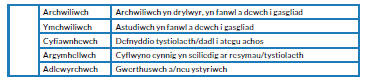 Archwiliwch Archwiliwch yn drylwyr, yn fanwl a dewch i gasgliad
Ymchwiliwch Astudiwch yn fanwl a dewch i gasgliad
Cyfiawnhewch Defnyddio tystiolaeth/dadl i ategu achos
Argymhellwch Cyflwyno cynnig yn seiliedig ar resymau/tystiolaeth
Adlewyrchwch Gwerthuswch a/neu ystyriwch